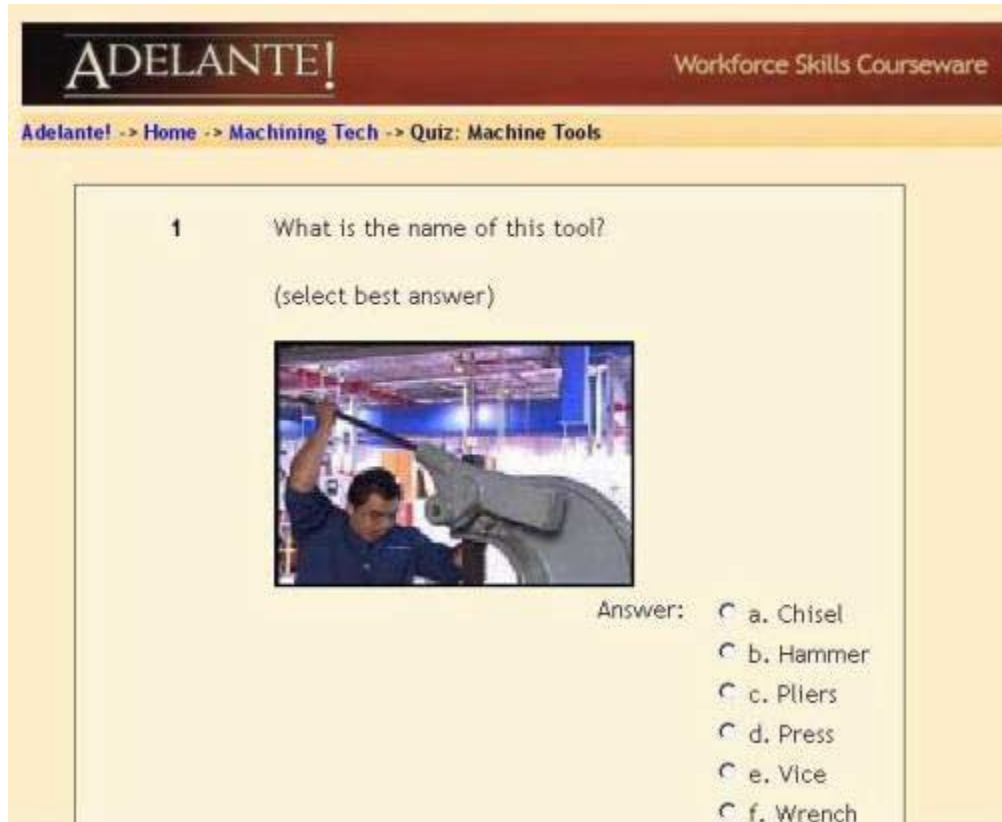 ADELANTE!
Workforce Skills Courseware
Adelante! -> Home -> Machining Tech -> Quiz: Machine Tools
1 What is the name of this tool?
(select best answer)
Answer: a. Chisel
b. Hammer
c. Pliers
d. Press
e. Vice
f. Wrench